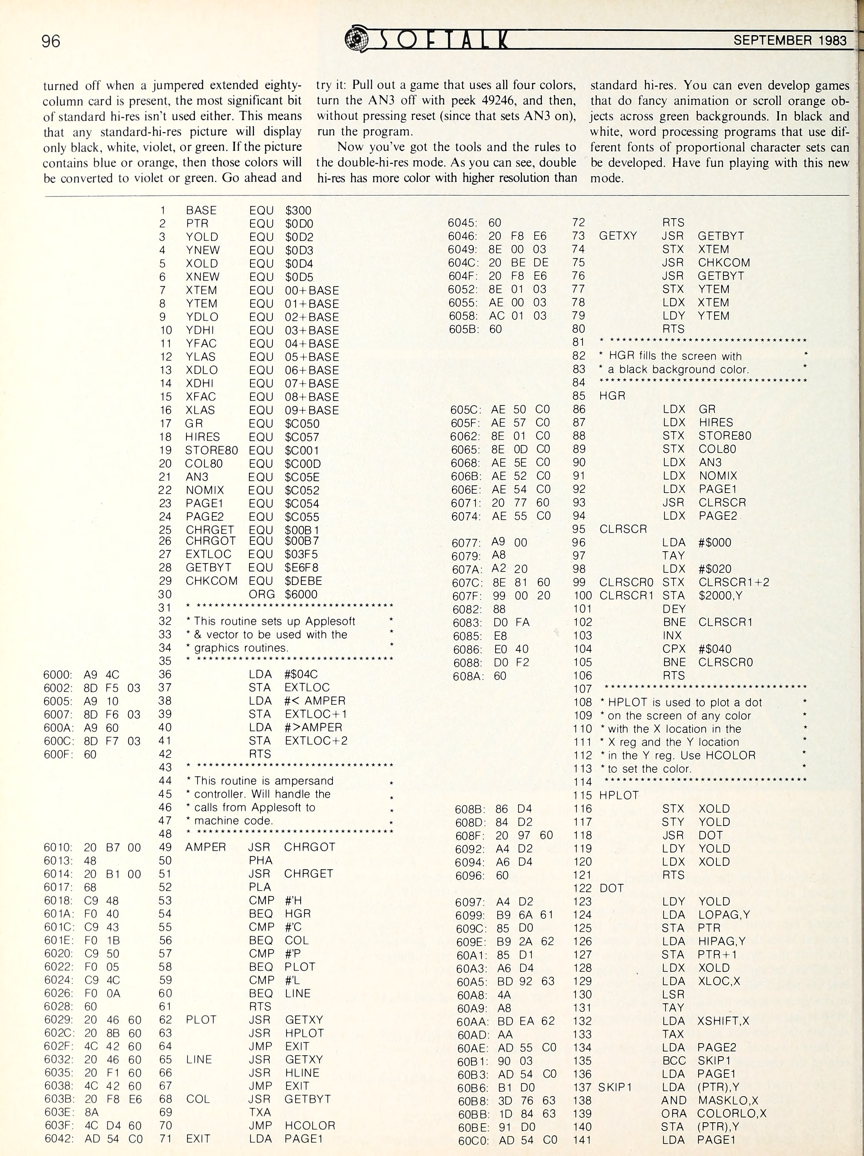 96
SOFTALK
SEPTEMBER 1983
turned off when a jumpered extended eighty-
column card is present, the most significant bit
of standard hi-res isn't used either. This means
that any standard-hi-res picture will display
only black, white, violet, or green. If the picture
contains blue or orange, then those colors will
be converted to violet or green. Go ahead and
try it: Pull out a game that uses all four colors,
turn the AN3 off with peek 49246, and then,
without pressing reset (since that sets AN3 on),
run the program.
Now you've got the tools and the rules to
the double-hi-res mode. As you can see, double
hi-res has more color with higher resolution than
standard hi-res. You can even develop games
that do fancy animation or scroll orange ob-
jects across green backgrounds. In black and
white, word processing programs that use dif-
ferent fonts of proportional character sets can
be developed. Have fun playing with this new
mode.
1 BASE EQU $300
2 PTR EQU $0D0
3 YOLD EQU $0D2
4 YNEW EQU $0D3
5 XOLD EQU $0D4
6 XNEW EQU $0D5
7 XTEM EQU 00+BASE
8 YTEM EQU 01+BASE
9 YDLO EQU 02+BASE
10 YDHI EQU 03+BASE
11 YFAC EQU 04+BASE
12 YLAS EQU 05+BASE
13 XDLO EQU 06+BASE
14 XDHI EQU 07+BASE
15 XFAC EQU 08+BASE
16 XLAS EQU 09+BASE
17 GR EQU $C050
18 HIRES EQU $C057
19 STORE80 EQU $C001
20 COL80 EQU $C00D
21 AN3 EQU $C05E
22 NOMIX EQU $C052
23 PAGE1 EQU $C054
24 PAGE2 EQU $C055
25 CHRGET EQU $00B1
26 CHRGOT EQU $00B7
27 EXTLOC EQU $03F5
28 GETBYT EQU $E6F8
29 CHKCOM EQU $DEBE
30 ORG $6000
31 * ********************************
32 * This routine sets up Applesoft *
33 * & vector to be used with the *
34 * graphics routines. *
35 * ********************************
6000: A9 4C 36 LDA #$04C
6002: 8D F5 03 37 STA EXTLOC
6005: A9 10 38 LDA #< AMPER
6007: 8D F6 03 39 STA EXTLOC+1
600A: A9 60 40 LDA #>AMPER
600C: 8D F7 03 41 STA EXTLOC+2
600F: 60 42 RTS
43 * ********************************
44 * This routine is ampersand *
45 * controller. Will handle the *
46 * calls from Applesoft to *
47 * machine code. *
48 * ********************************
6010: 20 B7 00 49 AMPER JSR CHRGOT
6013: 48 50 PHA
6014: 20 B1 00 51 JSR CHRGET
6017: 68 52 PLA
6018: C9 48 53 CMP #'H
601A: F0 40 54 BEQ HGR
601C: C9 43 55 CMP #'C
601E: F0 1B 56 BEQ COL
6020: C9 50 57 CMP #'P
6022: F0 05 58 BEQ PLOT
6024: C9 4C 59 CMP #'L
6026: F0 0A 60 BEQ LINE
6028: 60 61 RTS
6029: 20 46 60 62 PLOT JSR GETXY
602C: 20 8B 60 63 JSR HPLOT
602F: 4C 42 60 64 JMP EXIT
6032: 20 46 60 65 LINE JSR GETXY
6035: 20 F1 60 66 JSR HLINE
6038: 4C 42 60 67 JMP EXIT
603B: 20 F8 E6 68 COL JSR GETBYT
603E: 8A 69 TXA
603F: 4C D4 60 70 JMP HCOLOR
6042: AD 54 C0 71 EXIT LDA PAGE1
6045: 60 72 RTS
6046: 20 F8 E6 73 GETXY JSR GETBYT
6049: 8E 00 03 74 STX XTEM
604C: 20 BE DE 75 JSR CHKCOM
604F: 20 F8 E6 76 JSR GETBYT
6052: 8E 01 03 77 STX YTEM
6055: AE 00 03 78 LDX XTEM
6058: AC 01 03 79 LDY YTEM
605B: 60 80 RTS
81 * ********************************
82 * HGR fills the screen with *
83 * a black background color. *
84 *********************************
85 HGR
605C: AE 50 C0 86 LDX GR
605F: AE 57 C0 87 LDX HIRES
6062: 8E 01 C0 88 STX STORE80
6065: 8E 0D C0 89 STX COL80
6068: AE 5E C0 90 LDX AN3
606B: AE 52 C0 91 LDX NOMIX
606E: AE 54 C0 92 LDX PAGE1
6071: 20 77 60 93 JSR CLRSCR
6074: AE 55 C0 94 LDX PAGE2
95 CLRSCR
6077: A9 00 96 LDA #$000
6079: A8 97 TAY
607A: A2 20 98 LDX #$020
607C: 8E 81 60 99 CLRSCR0 STX CLRSCR1+2
607F: 99 00 20 100 CLRSCR1 STA $2000,Y
6082: 88 101 DEY
6083: D0 FA 102 BNE CLRSCR1
6085: E8 103 INX
6086: E0 40 104 CPX #$040
6088: D0 F2 105 BNE CLRSCR0
608A: 60 106 RTS
107 *********************************
108 * HPLOT is used to plot a dot *
109 * on the screen of any color *
110 * with the X location in the *
111 * X reg and the Y location *
112 * in the Y reg. Use HCOLOR *
113 * to set the color. *
114 *********************************
115 HPLOT
608B: 86 D4 116 STX XOLD
608D: 84 D2 117 STY YOLD
608F: 20 97 60 118 JSR DOT
6092: A4 D2 119 LDY YOLD
6094: A6 D4 120 LDX XOLD
6096: 60 121 RTS
122 DOT
6097: A4 D2 123 LDY YOLD
6099: B9 6A 61 124 LDA LOPAG,Y
609C: 85 D0 125 STA PTR
609E: B9 2A 62 126 LDA HIPAG,Y
60A1: 85 D1 127 STA PTR+1
60A3: A6 D4 128 LDX XOLD
60A5: BD 92 63 129 LDA XLOC,X
60A8: 4A 130 LSR
60A9: A8 131 TAY
60AA: BD EA 62 132 LDA XSHIFT,X
60AD: AA 133 TAX
60AE: AD 55 C0 134 LDA PAGE2
60B1: 90 03 135 BCC SKIP1
60B3: AD 54 C0 136 LDA PAGE1
60B6: B1 D0 137 SKIP1 LDA (PTR),Y
60B8: 3D 76 63 138 AND MASKLO,X
60BB: 1D 84 63 139 ORA COLORLO,X
60BE: 91 D0 140 STA (PTR),Y
60C0: AD 54 C0 141 LDA PAGE1